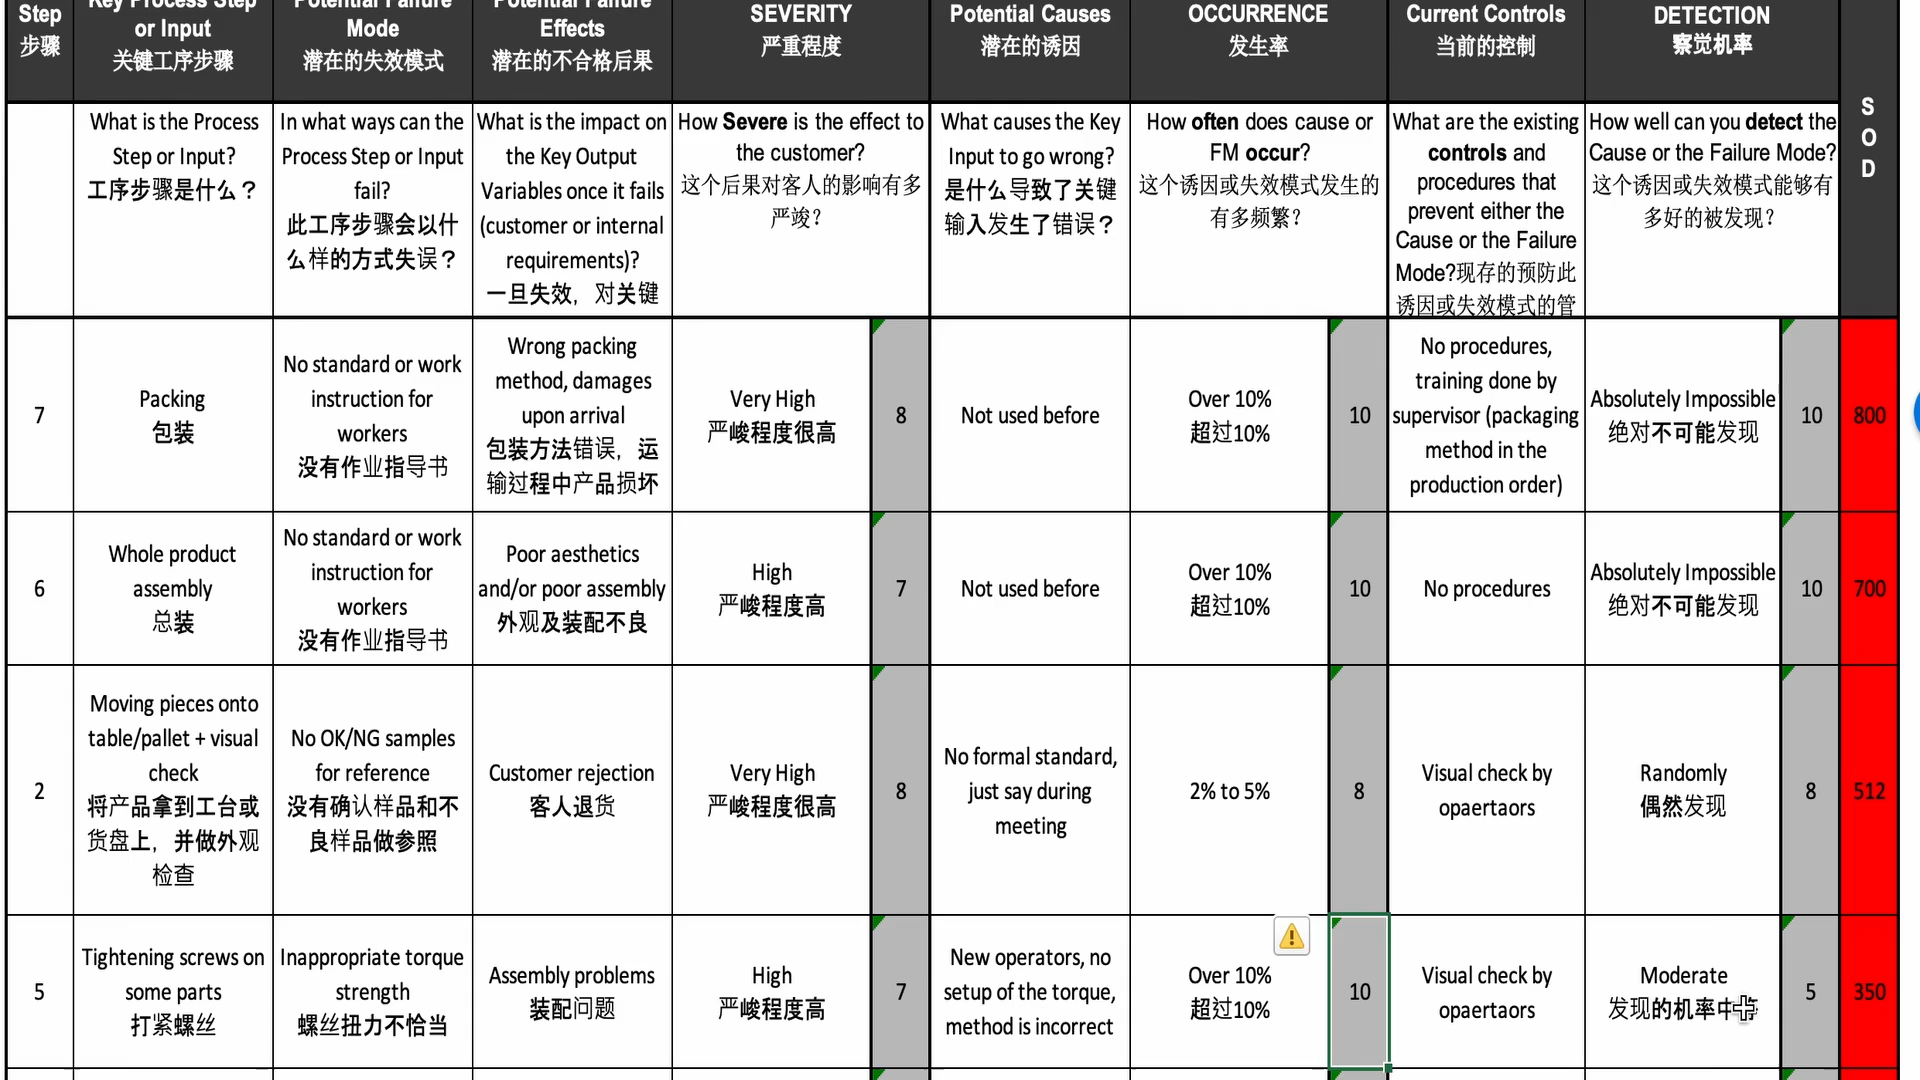 Step
步骤
Key Process Step
or Input
关键工序步骤
Potential Failure
Mode
潜在的失效模式
Potential Failure
Effects
潜在的不合格后果
SEVERITY
严重程度
Potential Causes
潜在的诱因
OCCURRENCE
发生率
Current Controls
当前的控制
DETECTION
察觉机率
S
O
D
What is the Process
Step or Input?
工序步骤是什么？
In what ways can the
Process Step or Input
fail?
此工序步骤会以什
么样的方式失误？
What is the impact on
the Key Output
Variables once it fails
(customer or internal
requirements)?
一旦失效，对关键
How Severe is the effect to
the customer?
这个后果对客人的影响有多
严竣?
What causes the Key
Input to go wrong?
是什么导致了关键
输入发生了错误？
How often does cause or
FM occur?
这个诱因或失效模式发生的
有多频繁?
What are the existing
controls and
procedures that
prevent either the
Cause or the Failure
Mode?现存的预防此
诱因或失效模式的管
How well can you detect the
Cause or the Failure Mode?
这个诱因或失效模式能够有
多好的被发现?
7
Packing
包装
No standard or work
instruction for
workers
没有作业指导书
Wrong packing
method, damages
upon arrival
包装方法错误，运
输过程中产品损坏
Very High
严峻程度很高
8
Not used before
Over 10%
超过10%
10
No procedures,
training done by
supervisor (packaging
method in the
production order)
Absolutely Impossible
绝对不可能发现
10
800
6
Whole product
assembly
总装
No standard or work
instruction for
workers
没有作业指导书
Poor aesthetics
and/or poor assembly
外观及装配不良
High
严峻程度高
7
Not used before
Over 10%
超过10%
10
No procedures
Absolutely Impossible
绝对不可能发现
10
700
2
Moving pieces onto
table/pallet + visual
check
将产品拿到工台或
货盘上，并做外观
检查
No OK/NG samples
for reference
没有确认样品和不
良样品做参照
Customer rejection
客人退货
Very High
严峻程度很高
8
No formal standard,
just say during
meeting
2% to 5%
8
Visual check by
opaertaors
Randomly
偶然发现
8
512
5
Tightening screws on
some parts
打紧螺丝
Inappropriate torque
strength
螺丝扭力不恰当
Assembly problems
装配问题
High
严峻程度高
7
New operators, no
setup of the torque,
method is incorrect
Over 10%
超过10%
10
Visual check by
opaertaors
Moderate
发现的机率中等
5
350